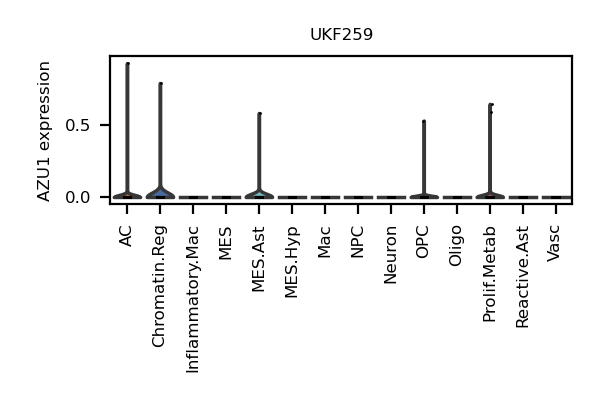 UKF259
AZU1 expression
0.5
0.0
AC
Chromatin.Reg
Inflammatory.Mac
MES
MES.Ast
MES.Hyp
Mac
NPC
Neuron
OPC
Oligo
Prolif.Metab
Reactive.Ast
Vasc